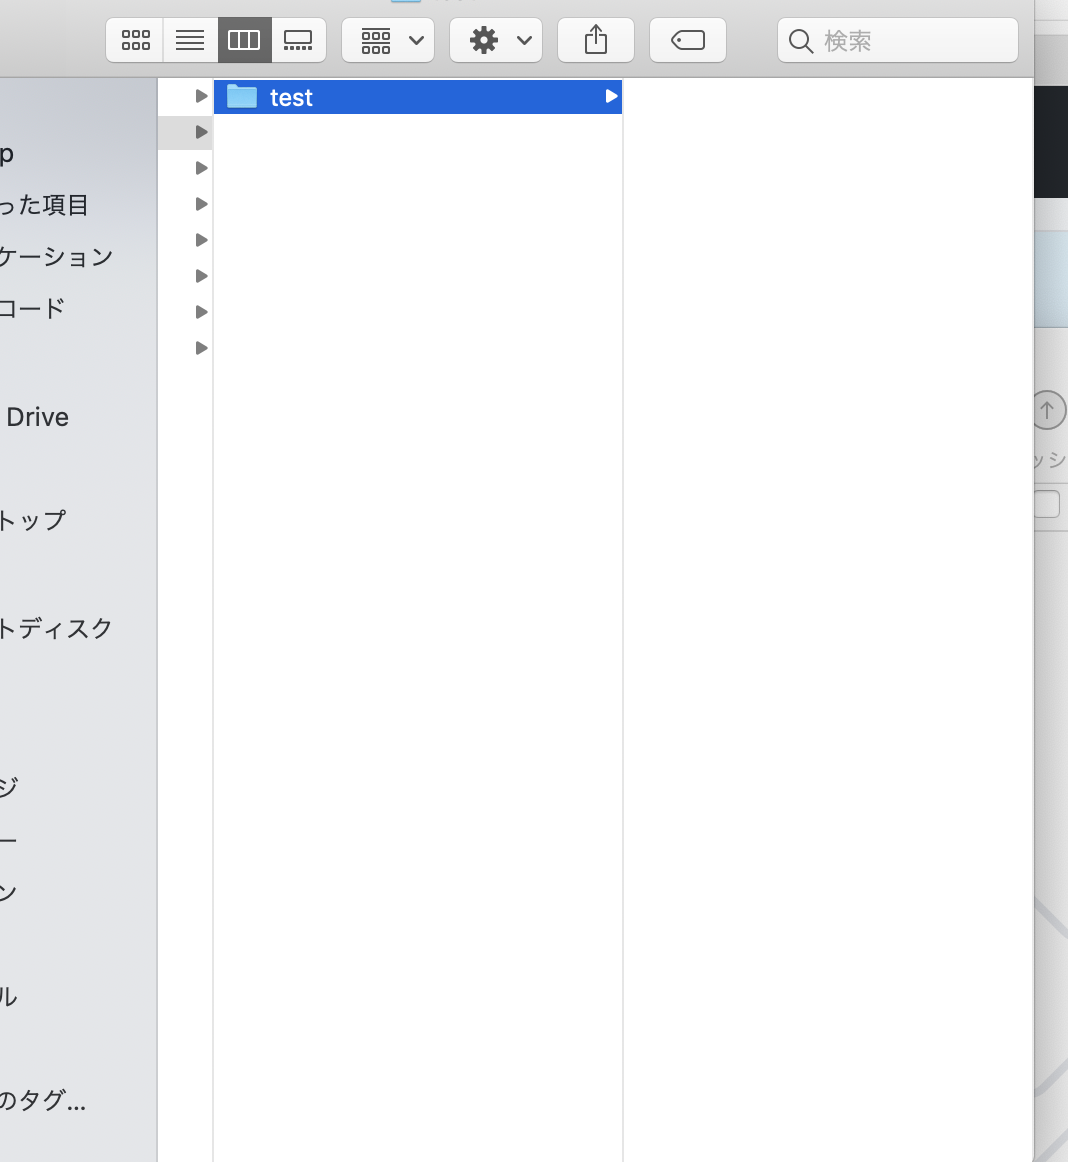 検索
test
p
った項目
ケーション
コード
Drive
トップ
トディスク
ッシ
ジ
ー
ン
ル
のタグ...